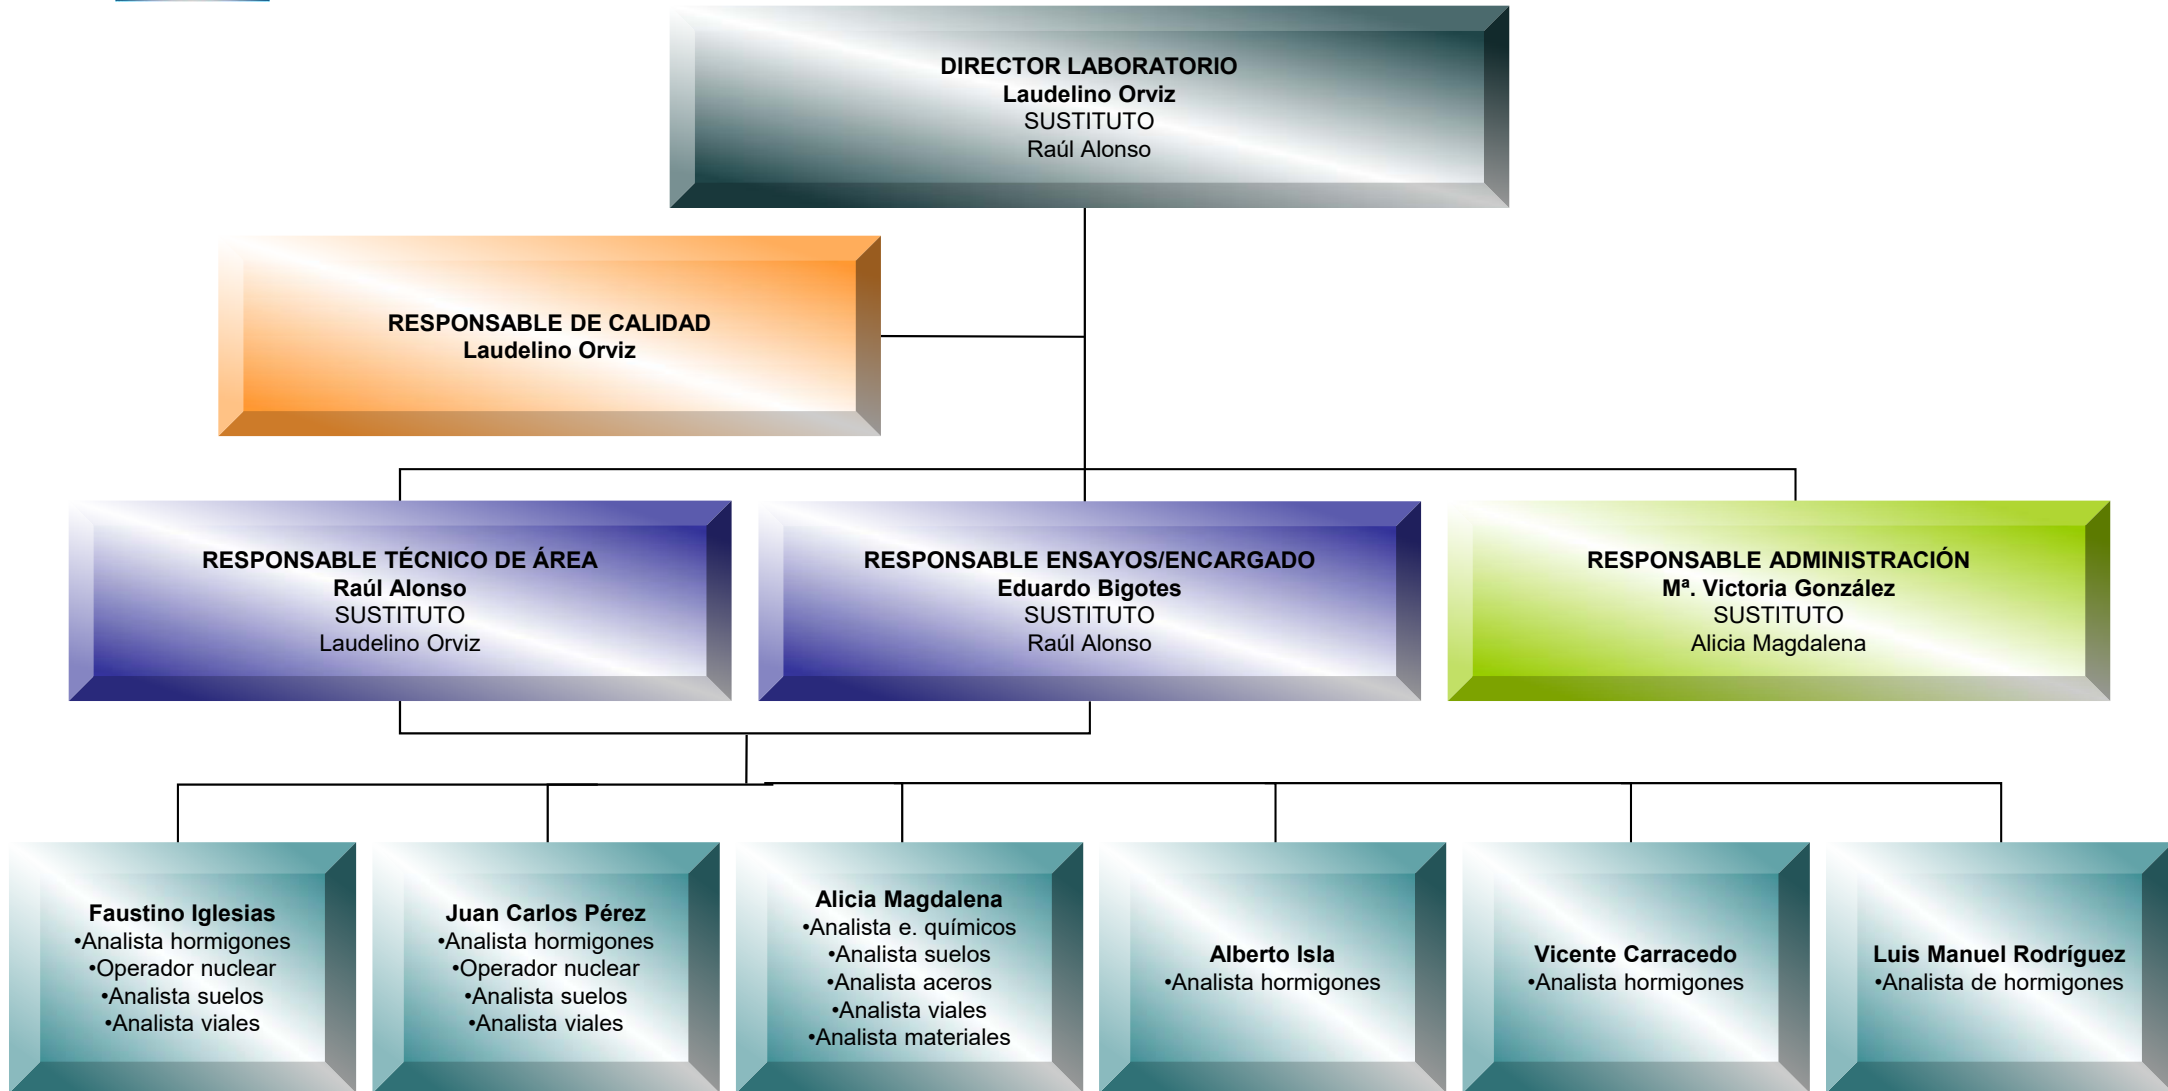 DIRECTOR LABORATORIO
Laudelino Orviz
SUSTITUTO
Raúl Alonso
RESPONSABLE DE CALIDAD
Laudelino Orviz
RESPONSABLE TÉCNICO DE ÁREA
Raúl Alonso
SUSTITUTO
Laudelino Orviz
RESPONSABLE ENSAYOS/ENCARGADO
Eduardo Bigotes
SUSTITUTO
Raúl Alonso
RESPONSABLE ADMINISTRACIÓN
Mª. Victoria González
SUSTITUTO
Alicia Magdalena
Faustino Iglesias
•Analista hormigones
•Operador nuclear
•Analista suelos
•Analista viales
Juan Carlos Pérez
•Analista hormigones
•Operador nuclear
•Analista suelos
•Analista viales
Alicia Magdalena
•Analista e. químicos
•Analista suelos
•Analista aceros
•Analista viales
•Analista materiales
Alberto Isla
•Analista hormigones
Vicente Carracedo
•Analista hormigones
Luis Manuel Rodríguez
•Analista de hormigones